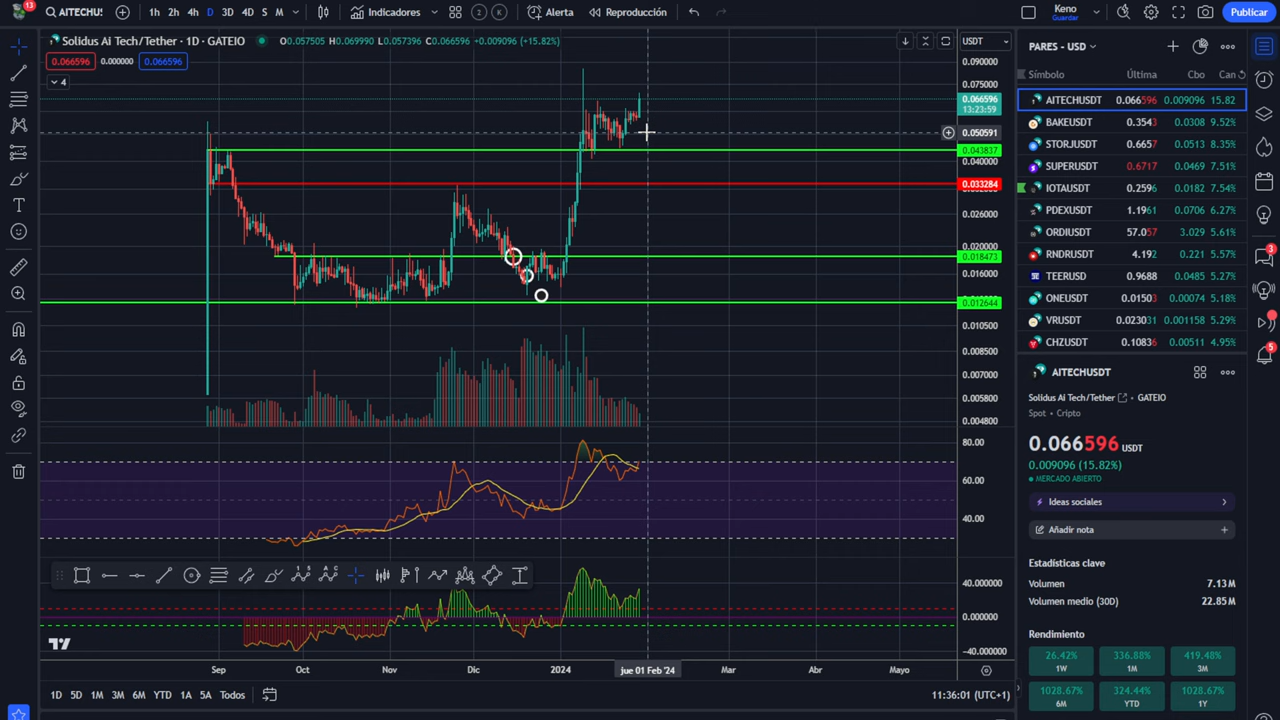 13
AITECHUS
1h 2h 4h D 3D 4D S M
Indicadores
2 K
Alerta
Reproducción
Keno
Guardar
Publicar
Solidus Ai Tech/Tether · 1D · GATEIO
O0.057505 H0.069990 L0.057396 C0.066596 +0.009096 (+15.82%)
0.066596 0.000000 0.066596
4
USDT
0.090000
0.075000
0.066596
13:23:59
0.050591
0.043837
0.040000
0.033284
0.026000
0.020000
0.018473
0.016000
0.012644
0.010500
0.008500
0.007000
0.005800
0.004800
80.00
60.00
40.00
40.000000
0.000000
−40.000000
Sep Oct Nov Dic 2024 jue 01 Feb '24 Mar Abr Mayo
1D 5D 1M 3M 6M YTD 1A 5A Todos
11:36:01 (UTC+1)
PARES - USD
Símbolo Última Cbo Can
AITECHUSDT 0.066596 0.009096 15.82
BAKEUSDT 0.3543 0.0308 9.52%
STORJUSDT 0.6657 0.0513 8.35%
SUPERUSDT 0.6717 0.0469 7.51%
IOTAUSDT 0.2596 0.0182 7.54%
PDEXUSDT 1.1961 0.0706 6.27%
ORDIUSDT 57.057 3.029 5.61%
RNDRUSDT 4.192 0.221 5.57%
TEERUSD 0.9688 0.0485 5.27%
ONEUSDT 0.01503 0.00074 5.18%
VRUSDT 0.023031 0.001158 5.29%
CHZUSDT 0.10836 0.00511 4.95%
AITECHUSDT
Solidus Ai Tech/Tether GATEIO
Spot • Cripto
0.066596 USDT
0.009096 (15.82%)
MERCADO ABIERTO
Ideas sociales
Añadir nota
Estadísticas clave
Volumen 7.13 M
Volumen medio (30D) 22.85 M
Rendimiento
26.42% 336.88% 419.48%
1W 1M 3M
1028.67% 324.44% 1028.67%
6M YTD 1Y
3
5